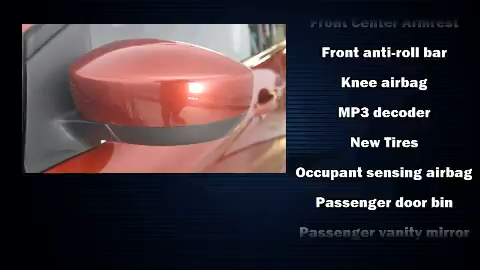 Front Center Armrest
Front anti-roll bar
Knee airbag
MP3 decoder
New Tires
Occupant sensing airbag
Passenger door bin
Passenger vanity mirror